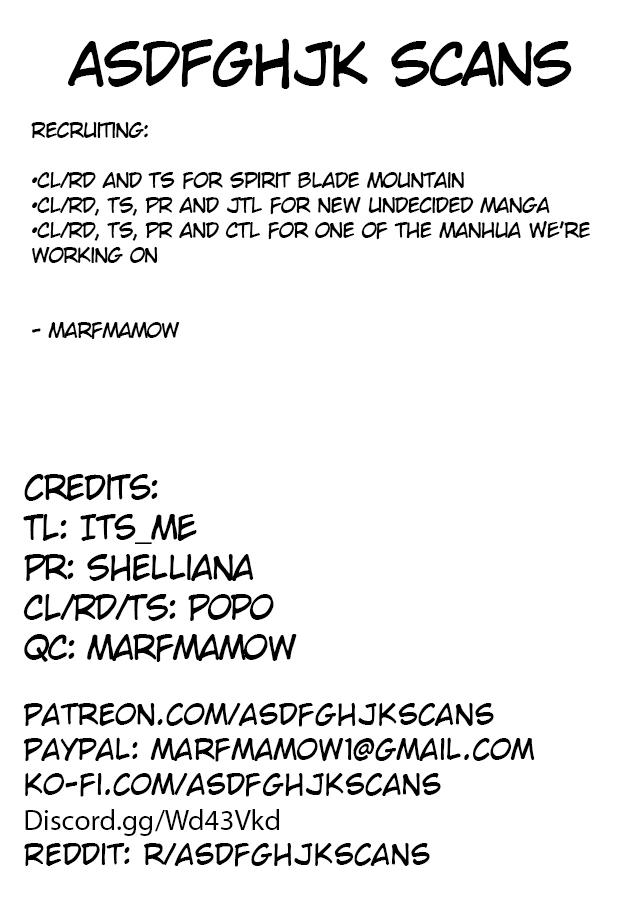 ASDFGHJK SCANS
RECRUITING:
•CL/RD AND TS FOR SPIRIT BLADE MOUNTAIN
•CL/RD, TS, PR AND JTL FOR NEW UNDECIDED MANGA
•CL/RD, TS, PR AND CTL FOR ONE OF THE MANHUA WE'RE
WORKING ON
- MARFMAMOW
CREDITS:
TL: ITS_ME
PR: SHELLIANA
CL/RD/TS: POPO
QC: MARFMAMOW
PATREON.COM/ASDFGHJKSCANS
PAYPAL: MARFMAMOW1@GMAIL.COM
KO-FI.COM/ASDFGHJKSCANS
Discord.gg/Wd43Vkd
REDDIT: R/ASDFGHJKSCANS